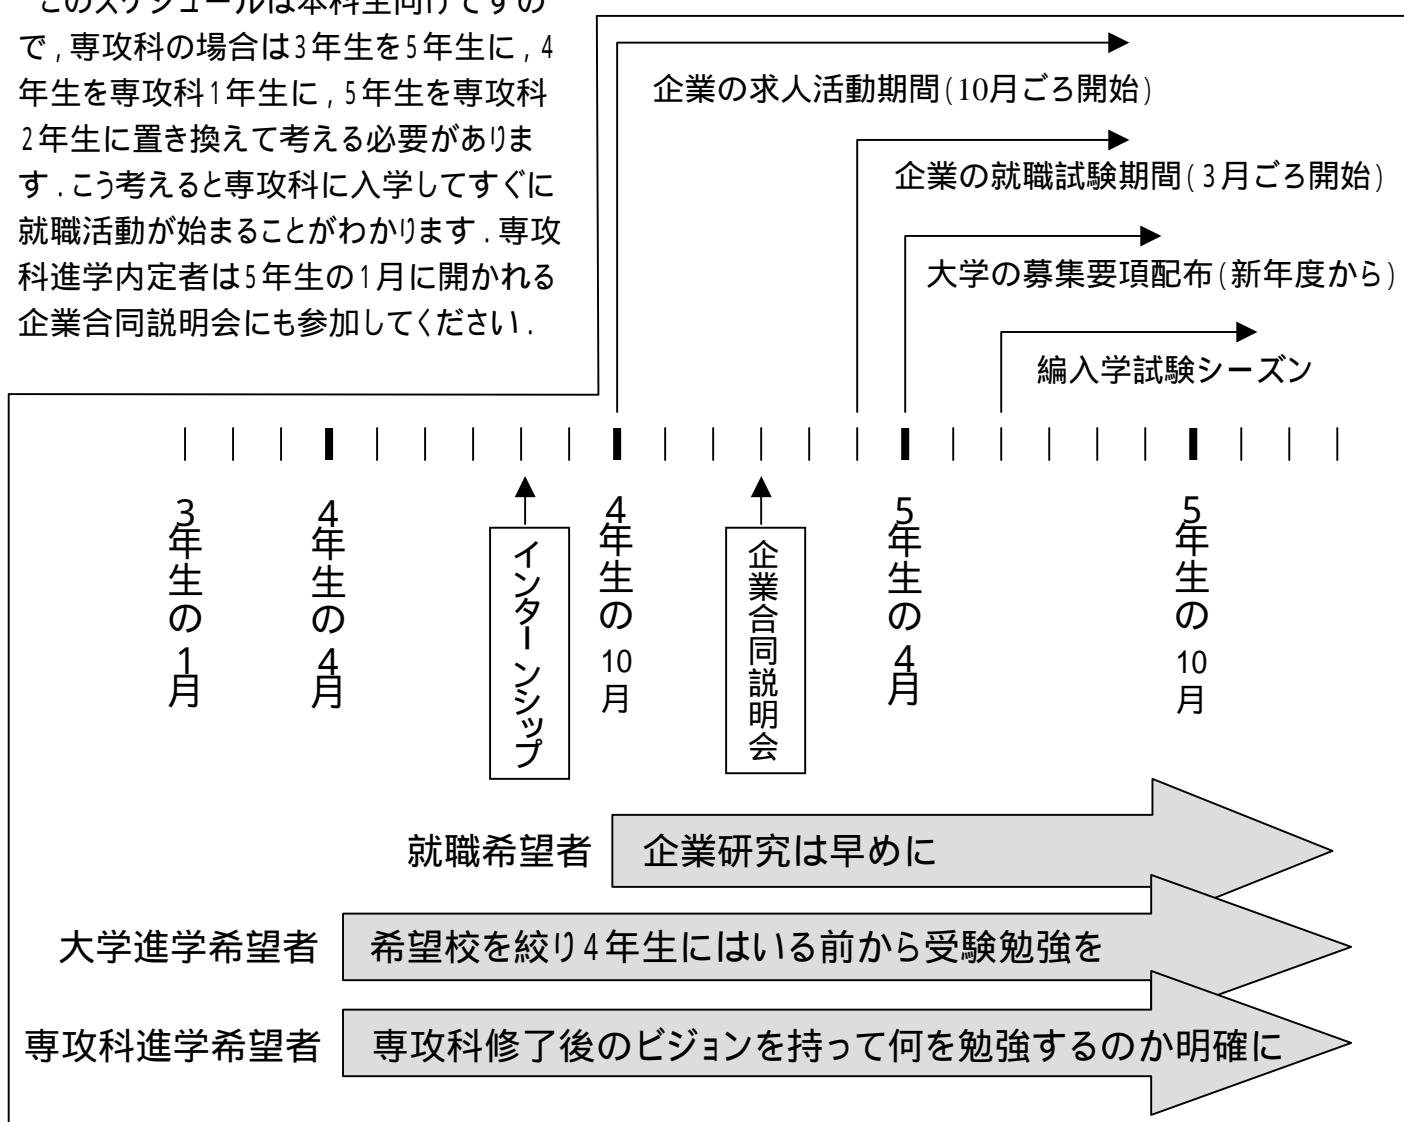 このスケジュールは本科生向けですの
で，専攻科の場合は3年生を5年生に，4
年生を専攻科1年生に，5年生を専攻科
2年生に置き換えて考える必要がありま
す．こう考えると専攻科に入学してすぐに
就職活動が始まることがわかります．専攻
科進学内定者は5年生の1月に開かれる
企業合同説明会にも参加してください．
企業の求人活動期間(10月ごろ開始)
企業の就職試験期間(3月ごろ開始)
大学の募集要項配布(新年度から)
編入学試験シーズン
3年生の1月
4年生の4月
インターンシップ
4年生の10月
企業合同説明会
5年生の4月
5年生の10月
就職希望者
企業研究は早めに
大学進学希望者
希望校を絞り4年生にはいる前から受験勉強を
専攻科進学希望者
専攻科修了後のビジョンを持って何を勉強するのか明確に